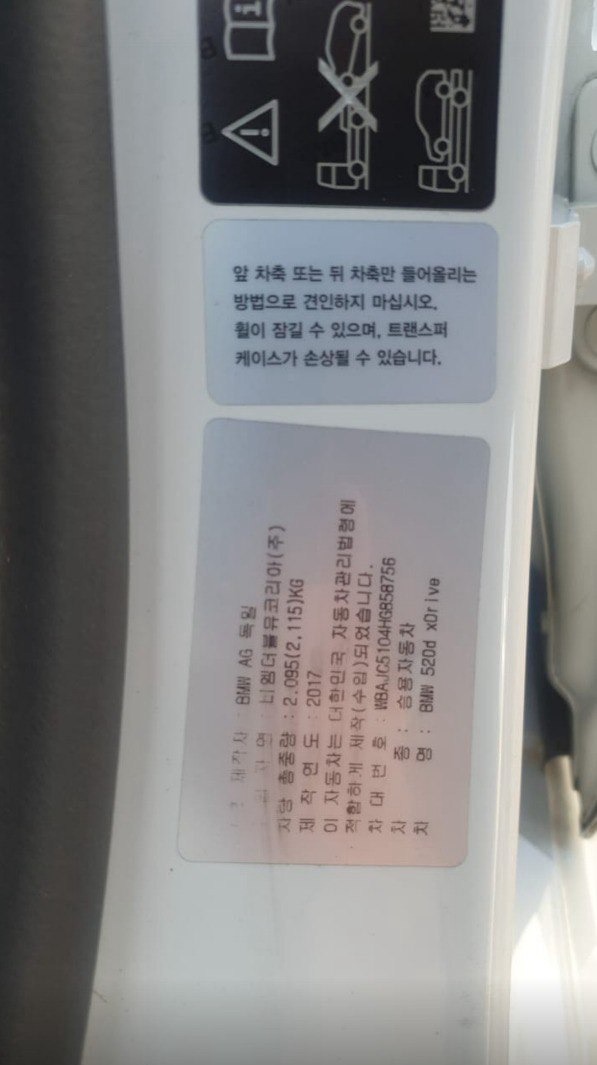 앞 차축 또는 뒤 차축만 들어올리는
방법으로 견인하지 마십시오.
휠이 잠길 수 있으며, 트랜스퍼
케이스가 손상될 수 있습니다.
제작사 : BMW AG 독일
자 : 비엠더블유코리아(주)
차량 총중량 : 2.095(2,115)KG
제 작 연 도 : 2017
이 자동차는 대한민국 자동차관리법령에
적합하게 제작(수입)되었습니다.
차 대 번 호 : WBAJC5104HG858756
차 종 : 승용자동차
차 명 : BMW 520d xDrive